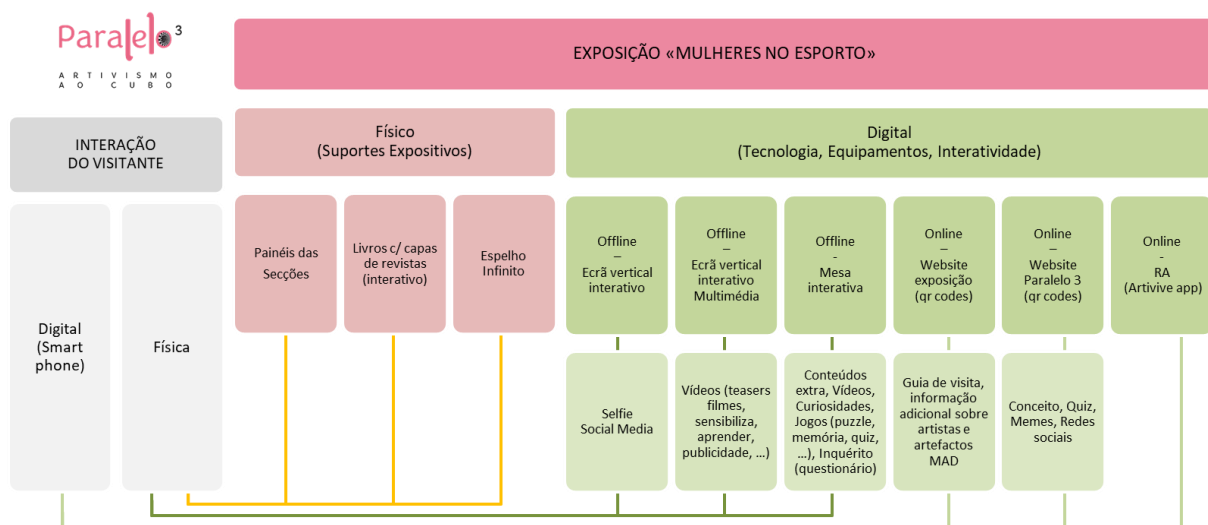 Paralelo 3
ARTIVISMO
AO CUBO
EXPOSIÇÃO «MULHERES NO ESPORTO»
INTERAÇÃO
DO VISITANTE
Físico
(Suportes Expositivos)
Digital
(Tecnologia, Equipamentos, Interatividade)
Digital
(Smart
phone)
Física
Painéis das
Secções
Livros c/ capas
de revistas
(interativo)
Espelho
Infinito
Offline
–
Ecrã vertical
interativo
Offline
–
Ecrã vertical
interativo
Multimédia
Offline
-
Mesa
interativa
Online
–
Website
exposição
(qr codes)
Online
–
Website
Paralelo 3
(qr codes)
Online
-
RA
(Artivive app)
Selfie
Social Media
Vídeos (teasers
filmes,
sensibiliza,
aprender,
publicidade, ...)
Conteúdos
extra, Vídeos,
Curiosidades,
Jogos (puzzle,
memória, quiz,
...), Inquérito
(questionário)
Guia de visita,
informação
adicional sobre
artistas e
artefactos
MAD
Conceito, Quiz,
Memes, Redes
sociais